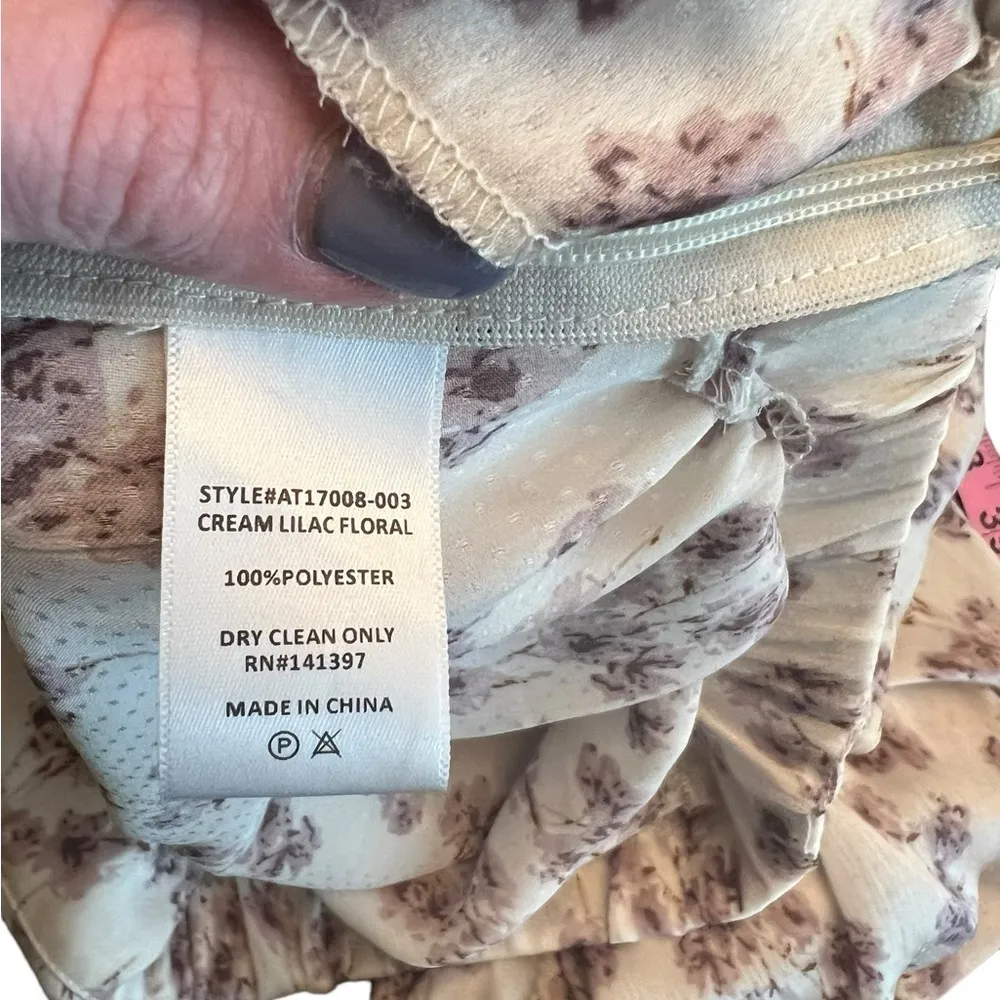 STYLE#AT17008-003
CREAM LILAC FLORAL
100%POLYESTER
DRY CLEAN ONLY
RN#141397
MADE IN CHINA
P